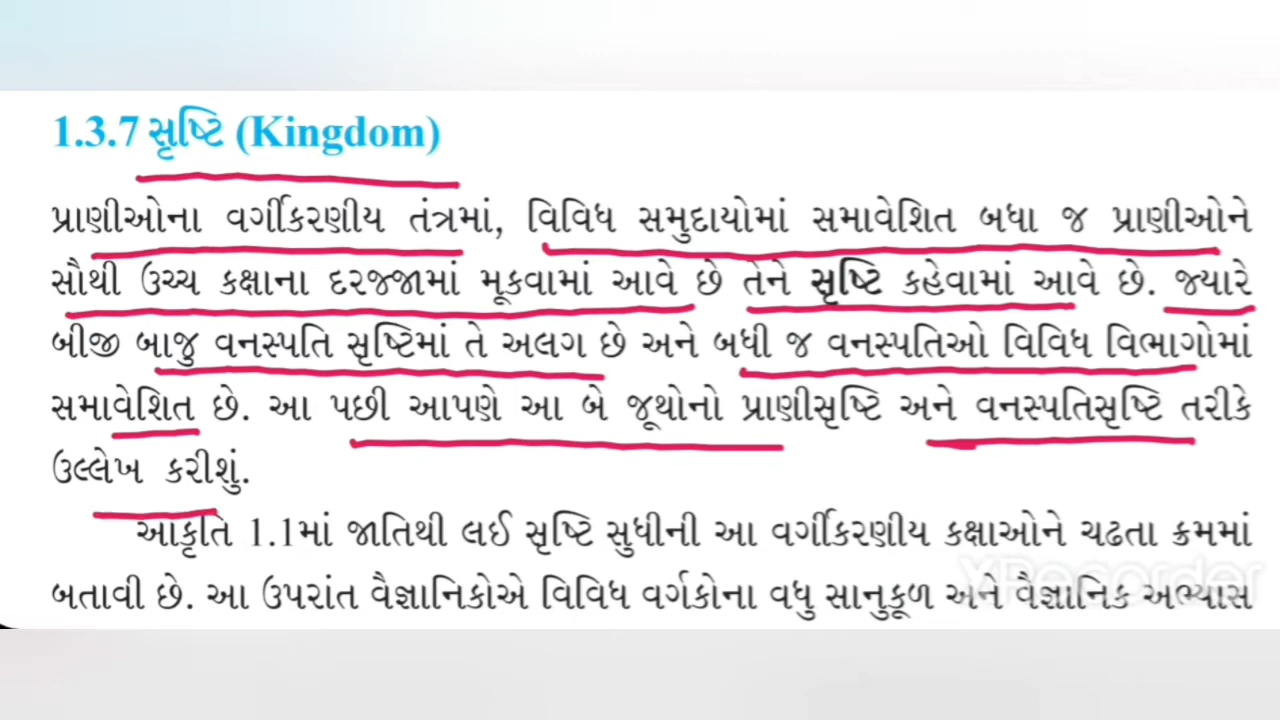 1.3.7 સૃષ્ટિ (Kingdom)
પ્રાણીઓના વર્ગીકરણીય તંત્રમાં, વિવિધ સમુદાયોમાં સમાવેશિત બધા જ પ્રાણીઓને
સૌથી ઉચ્ચ કક્ષાના દરજ્જામાં મૂકવામાં આવે છે તેને સૃષ્ટિ કહેવામાં આવે છે. જ્યારે
બીજી બાજુ વનસ્પતિ સૃષ્ટિમાં તે અલગ છે અને બધી જ વનસ્પતિઓ વિવિધ વિભાગોમાં
સમાવેશિત છે. આ પછી આપણે આ બે જૂથોનો પ્રાણીસૃષ્ટિ અને વનસ્પતિસૃષ્ટિ તરીકે
ઉલ્લેખ કરીશું.
આકૃતિ 1.1માં જાતિથી લઈ સૃષ્ટિ સુધીની આ વર્ગીકરણીય કક્ષાઓને ચઢતા ક્રમમાં
XRecorder
બતાવી છે. આ ઉપરાંત વૈજ્ઞાનિકોએ વિવિધ વર્ગકોના વધુ સાનુકૂળ અને વૈજ્ઞાનિક અભ્યાસ